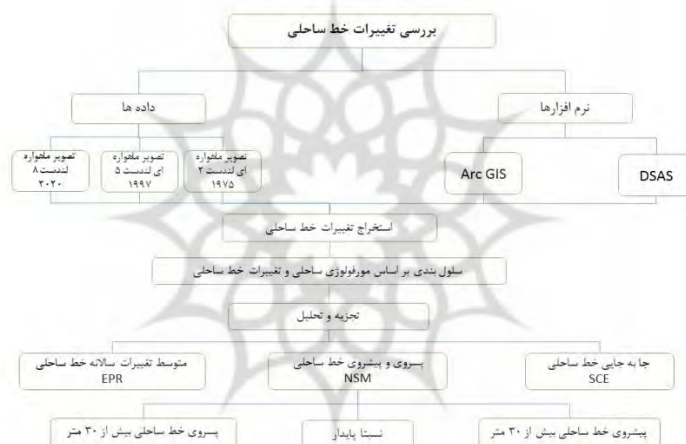 بررسی تغییرات خط ساحلی
نرم افزارها
داده ها
DSAS
Arc GIS
تصویر ماهواره
ای لندست ۲
۱۹۷۵
تصویر ماهواره
ای لندست ۵
۱۹۹۷
تصویر ماهواره
لندست ۸
۲۰۲۰
استخراج تغییرات خط ساحلی
سلول بندی بر اساس مورفولوژی ساحلی و تغییرات خط ساحلی
تجزیه و تحلیل
جا به جایی خط ساحلی
SCE
پسروی و پیشروی خط ساحلی
NSM
متوسط تغییرات سالانه خط ساحلی
EPR
پیشروی خط ساحلی بیش از ۳۰ متر
نسبتا پایدار
پسروی خط ساحلی بیش از ۳۰ متر